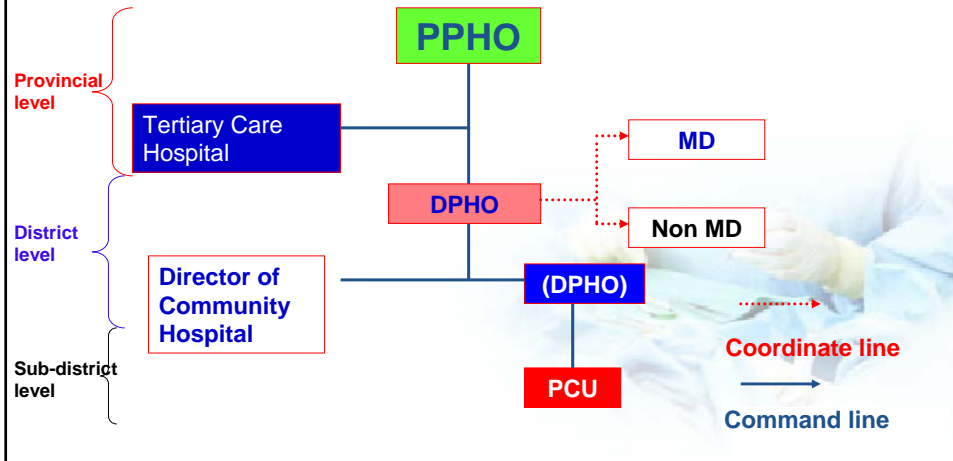 PPHO
Provincial
level
Tertiary Care
Hospital
MD
DPHO
Non MD
District
level
Director of
Community
Hospital
(DPHO)
Coordinate line
Sub-district
level
PCU
Command line